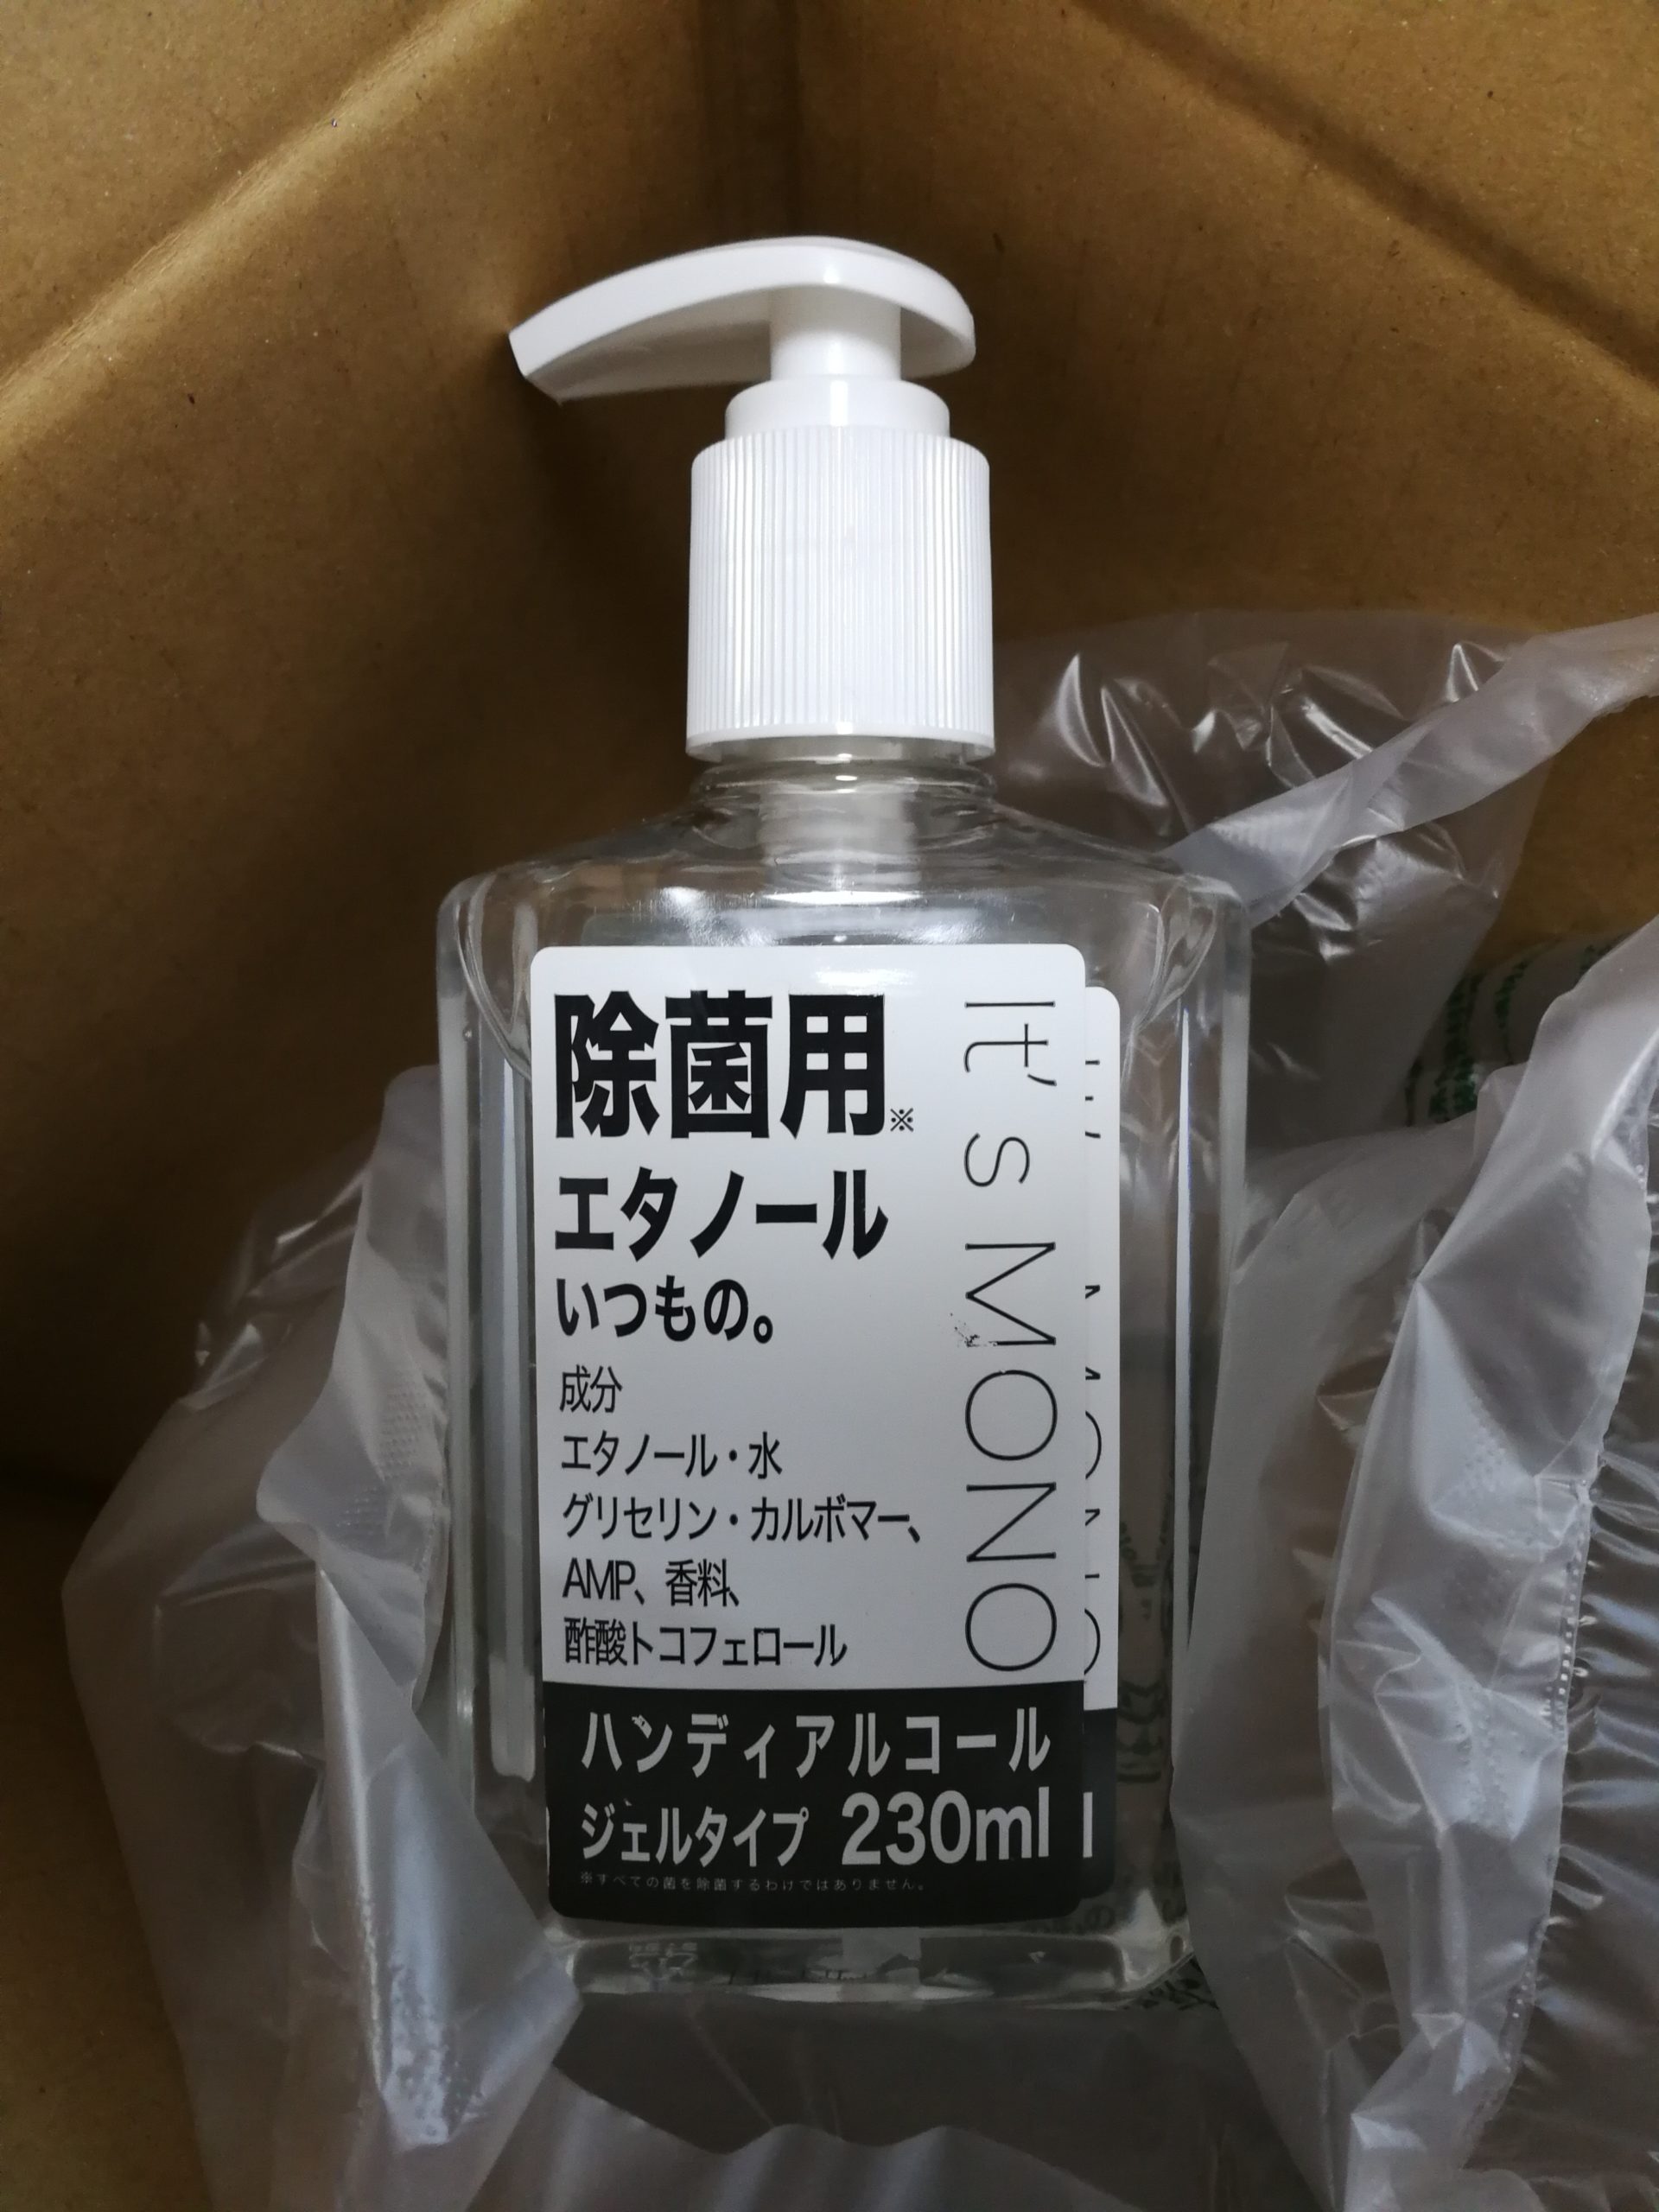 除菌用※
エタノール
いつもの。
成分
エタノール・水
グリセリン・カルボマー、
AMP、香料、
酢酸トコフェロール
It's MONO
ハンディアルコール
ジェルタイプ 230ml
※すべての菌を除菌するわけではありません。